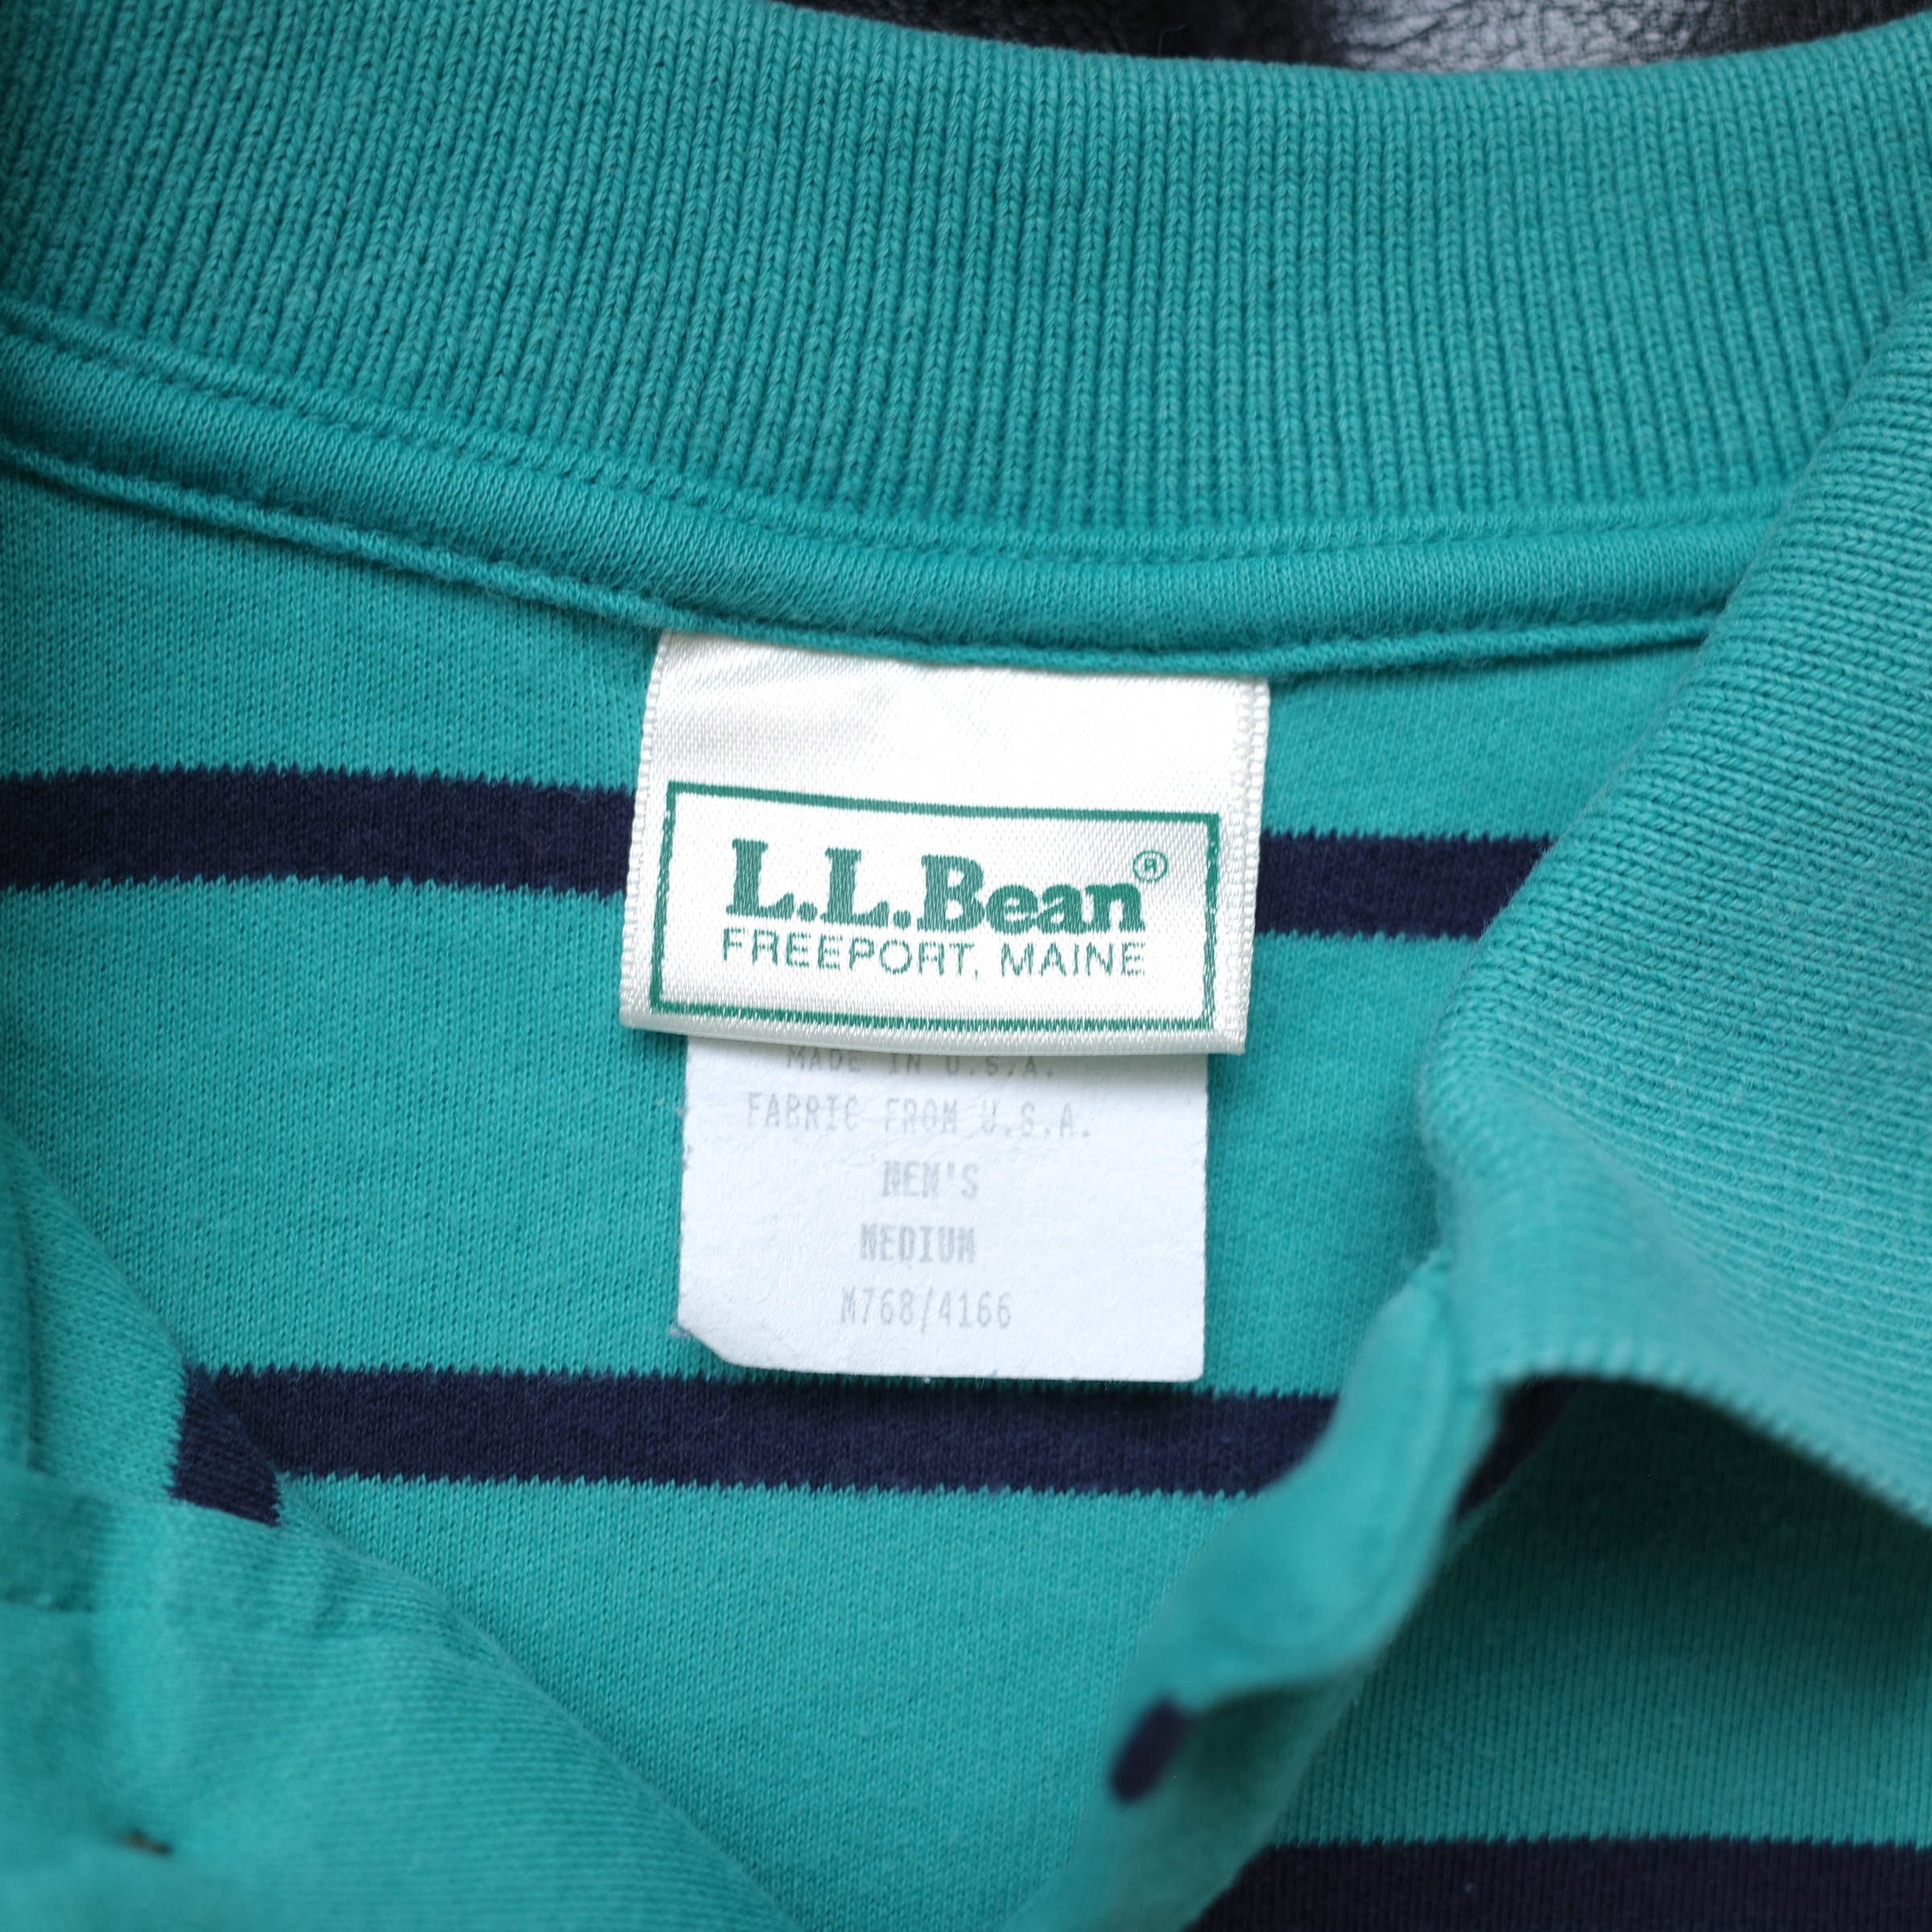 L.L.Bean®
FREEPORT, MAINE
MADE IN U.S.A.
FABRIC FROM U.S.A.
MEN'S
MEDIUM
M768/4166